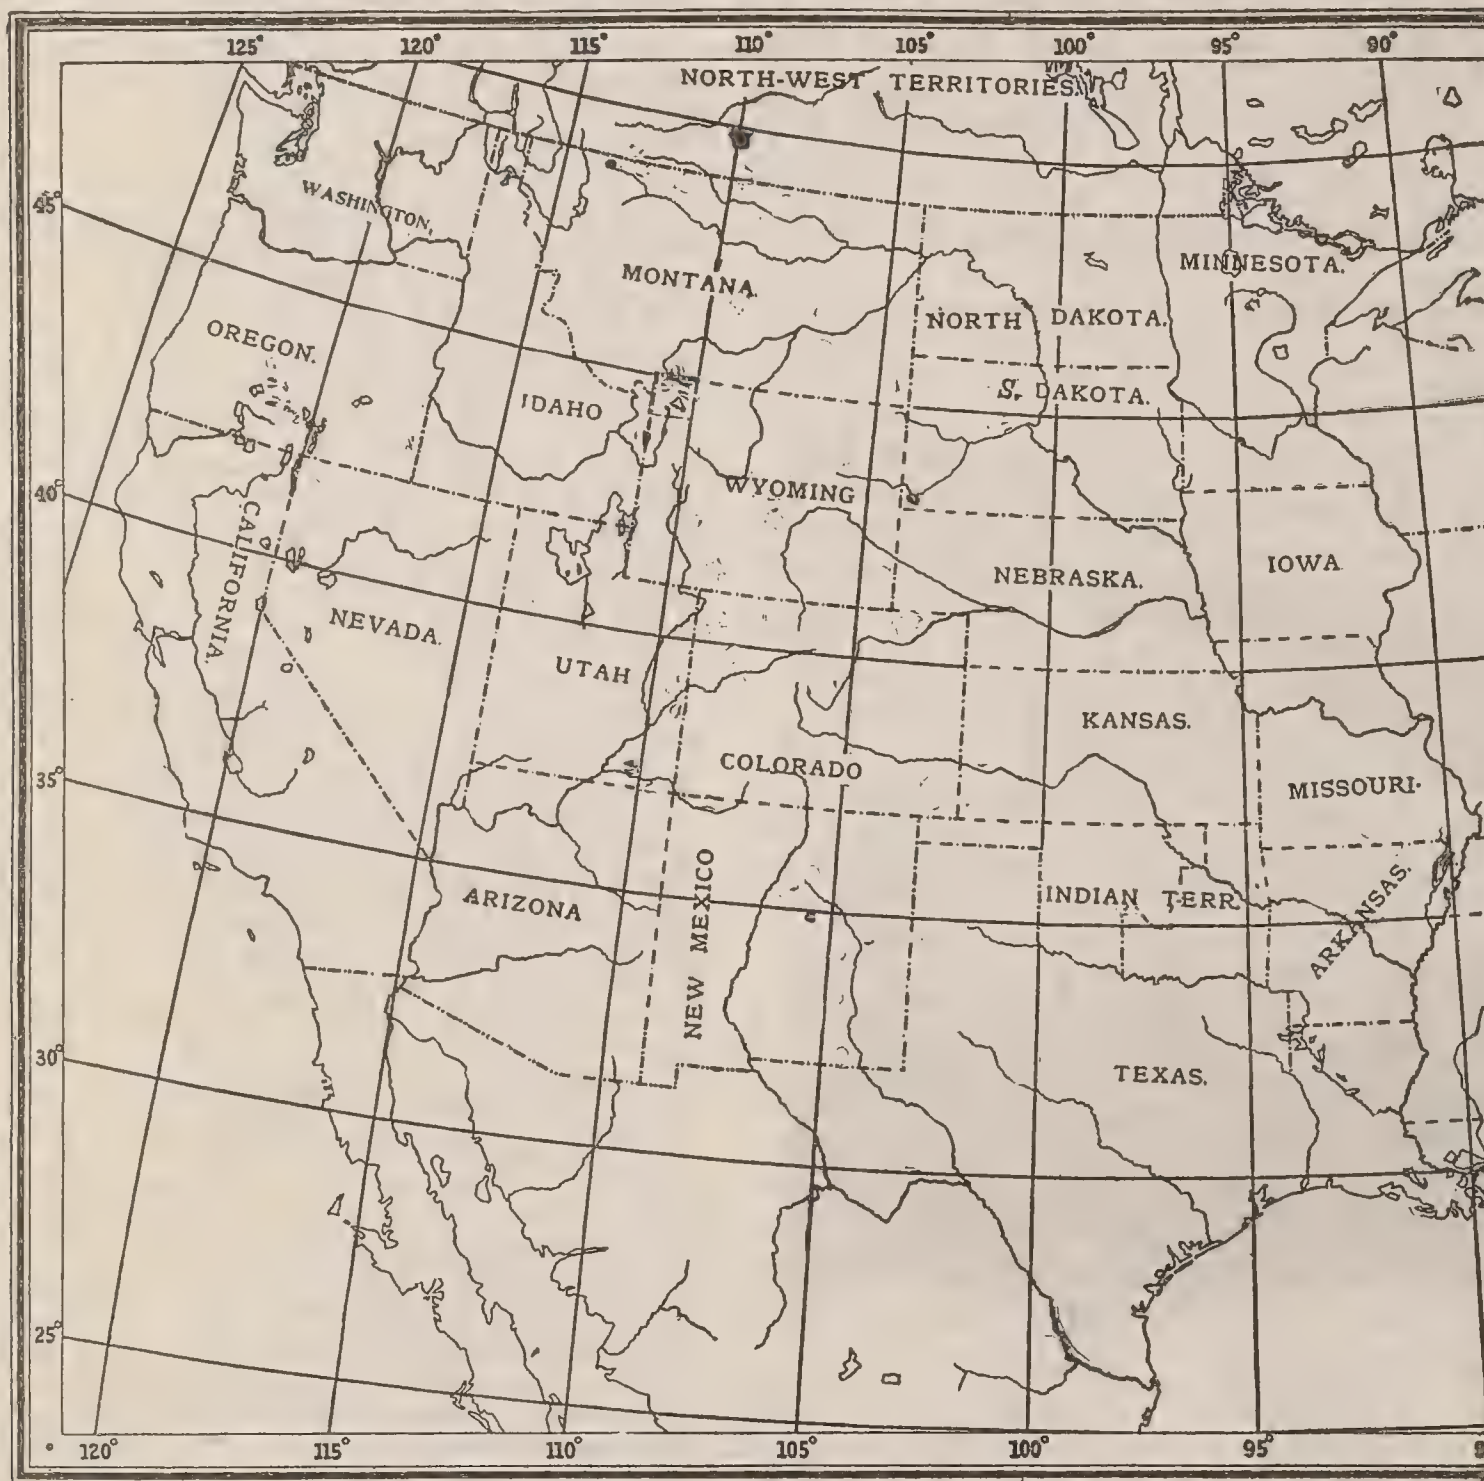 125° 120° 115° 110° 105° 100° 95° 90°
NORTH-WEST TERRITORIES.
WASHINGTON.
45°
MONTANA.
MINNESOTA.
NORTH DAKOTA.
OREGON.
S. DAKOTA.
IDAHO
WYOMING
40°
CALIFORNIA.
IOWA
NEBRASKA.
NEVADA.
UTAH
KANSAS.
COLORADO
35°
MISSOURI.
ARIZONA
NEW MEXICO
INDIAN TERR.
ARKANSAS.
30°
TEXAS.
25°
120° 115° 110° 105° 100° 95°